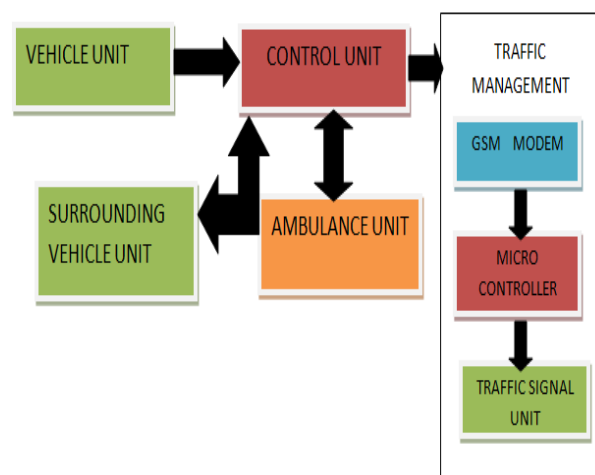 VEHICLE UNIT
CONTROL UNIT
TRAFFIC
MANAGEMENT
GSM MODEM
SURROUNDING
VEHICLE UNIT
AMBULANCE UNIT
MICRO
CONTROLLER
TRAFFIC SIGNAL
UNIT